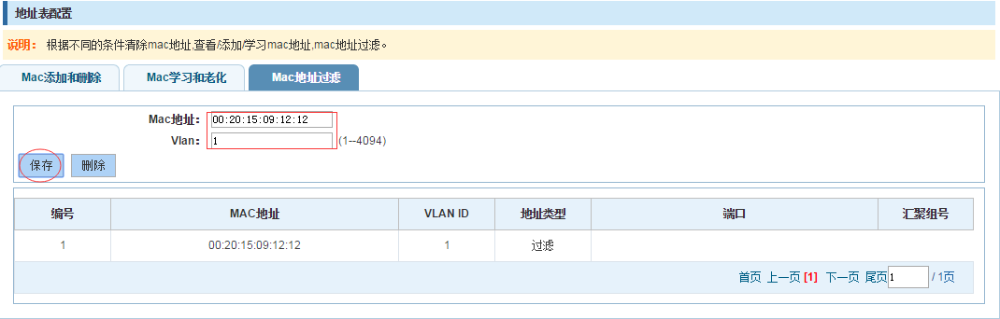 地址表配置
说明： 根据不同的条件清除mac地址,查看/添加/学习mac地址,mac地址过滤。
Mac添加和删除 Mac学习和老化 Mac地址过滤
Mac地址： 00:20:15:09:12:12
Vlan： 1 (1--4094)
保存 删除
编号 MAC地址 VLAN ID 地址类型 端口 汇聚组号
1 00:20:15:09:12:12 1 过滤
首页 上一页 [1] 下一页 尾页 1 / 1页